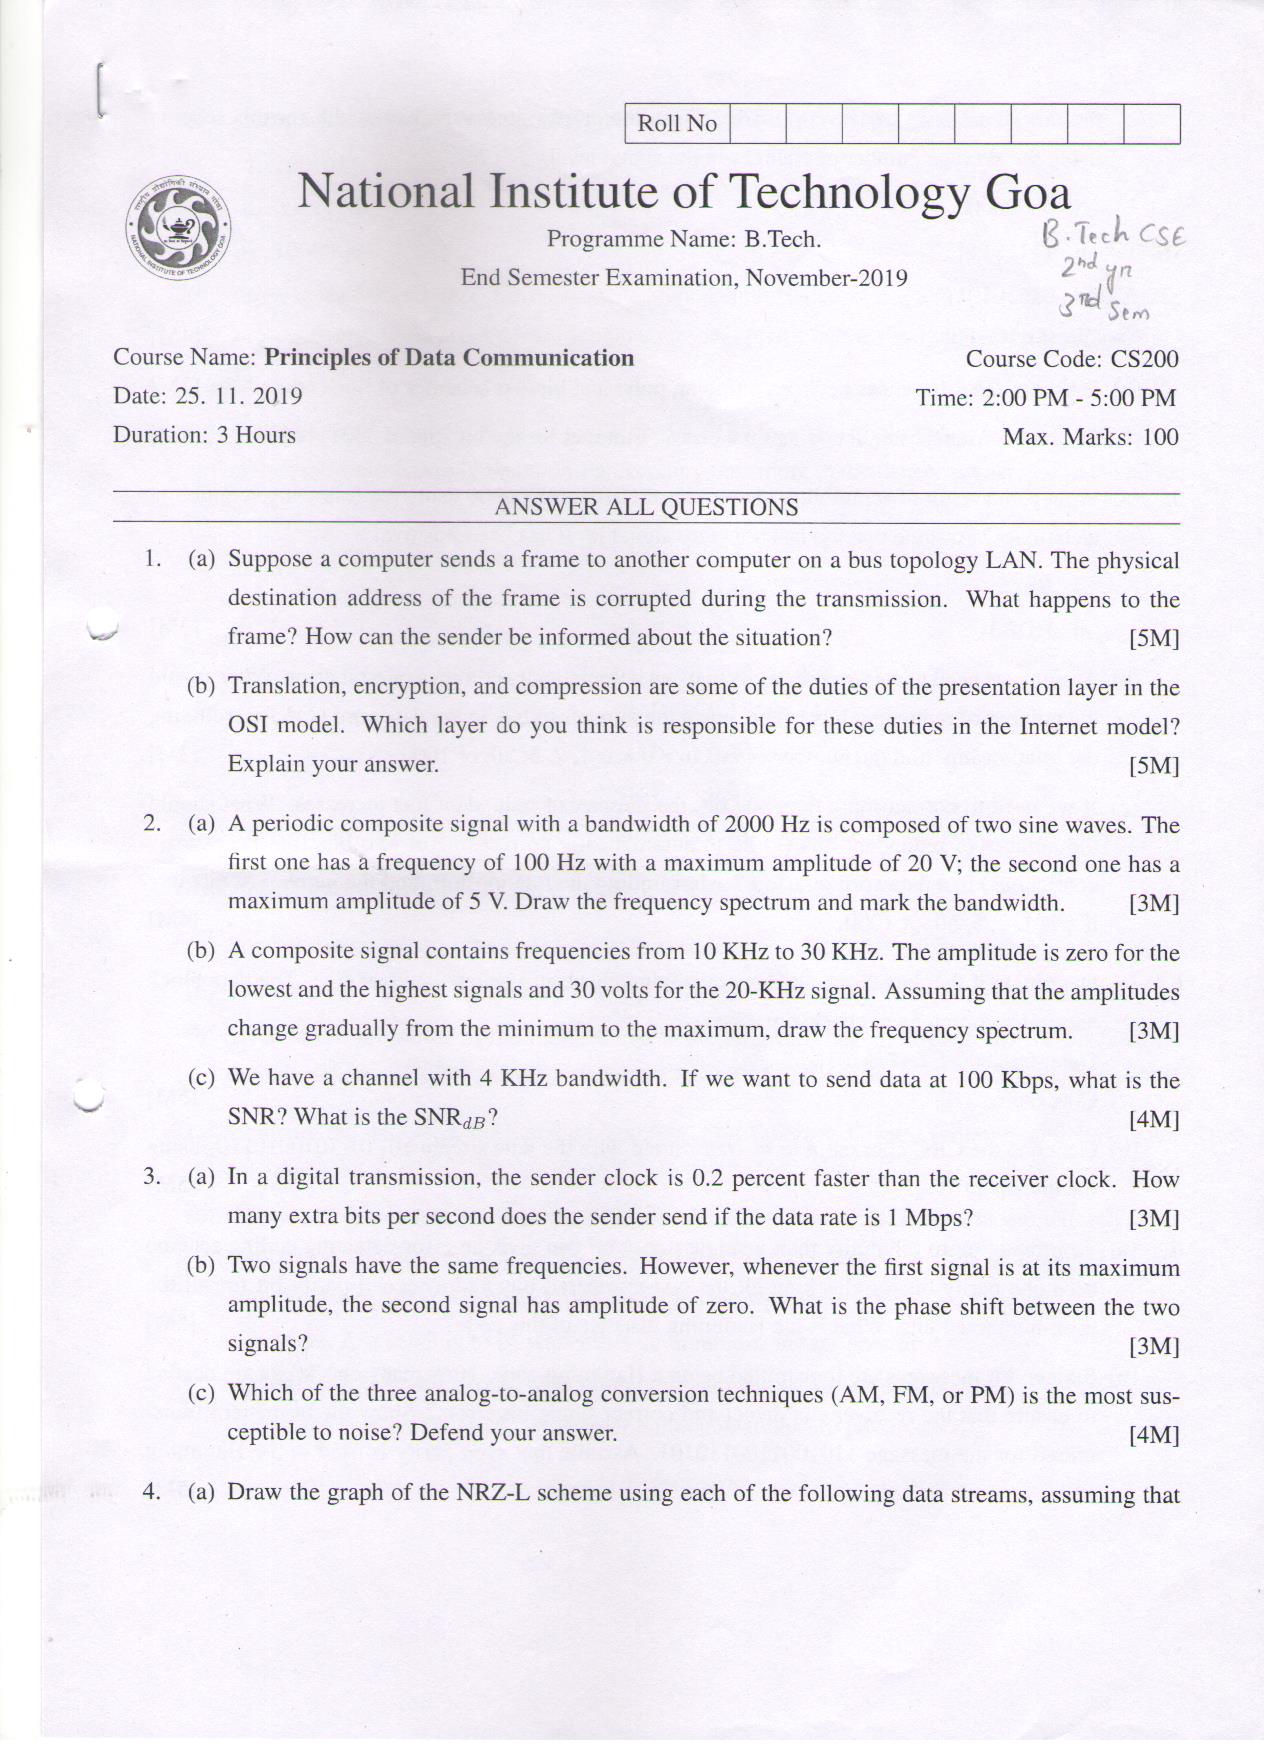 Roll No
National Institute of Technology Goa
Programme Name: B.Tech.
B.Tech CSE
End Semester Examination, November-2019
2nd yr
3rd Sem
Course Name: Principles of Data Communication
Course Code: CS200
Date: 25. 11. 2019
Time: 2:00 PM - 5:00 PM
Duration: 3 Hours
Max. Marks: 100
ANSWER ALL QUESTIONS
1. (a) Suppose a computer sends a frame to another computer on a bus topology LAN. The physical
destination address of the frame is corrupted during the transmission. What happens to the
frame? How can the sender be informed about the situation? [5M]
(b) Translation, encryption, and compression are some of the duties of the presentation layer in the
OSI model. Which layer do you think is responsible for these duties in the Internet model?
Explain your answer. [5M]
2. (a) A periodic composite signal with a bandwidth of 2000 Hz is composed of two sine waves. The
first one has a frequency of 100 Hz with a maximum amplitude of 20 V; the second one has a
maximum amplitude of 5 V. Draw the frequency spectrum and mark the bandwidth. [3M]
(b) A composite signal contains frequencies from 10 KHz to 30 KHz. The amplitude is zero for the
lowest and the highest signals and 30 volts for the 20-KHz signal. Assuming that the amplitudes
change gradually from the minimum to the maximum, draw the frequency spectrum. [3M]
(c) We have a channel with 4 KHz bandwidth. If we want to send data at 100 Kbps, what is the
SNR? What is the SNRdB? [4M]
3. (a) In a digital transmission, the sender clock is 0.2 percent faster than the receiver clock. How
many extra bits per second does the sender send if the data rate is 1 Mbps? [3M]
(b) Two signals have the same frequencies. However, whenever the first signal is at its maximum
amplitude, the second signal has amplitude of zero. What is the phase shift between the two
signals? [3M]
(c) Which of the three analog-to-analog conversion techniques (AM, FM, or PM) is the most sus-
ceptible to noise? Defend your answer. [4M]
4. (a) Draw the graph of the NRZ-L scheme using each of the following data streams, assuming that